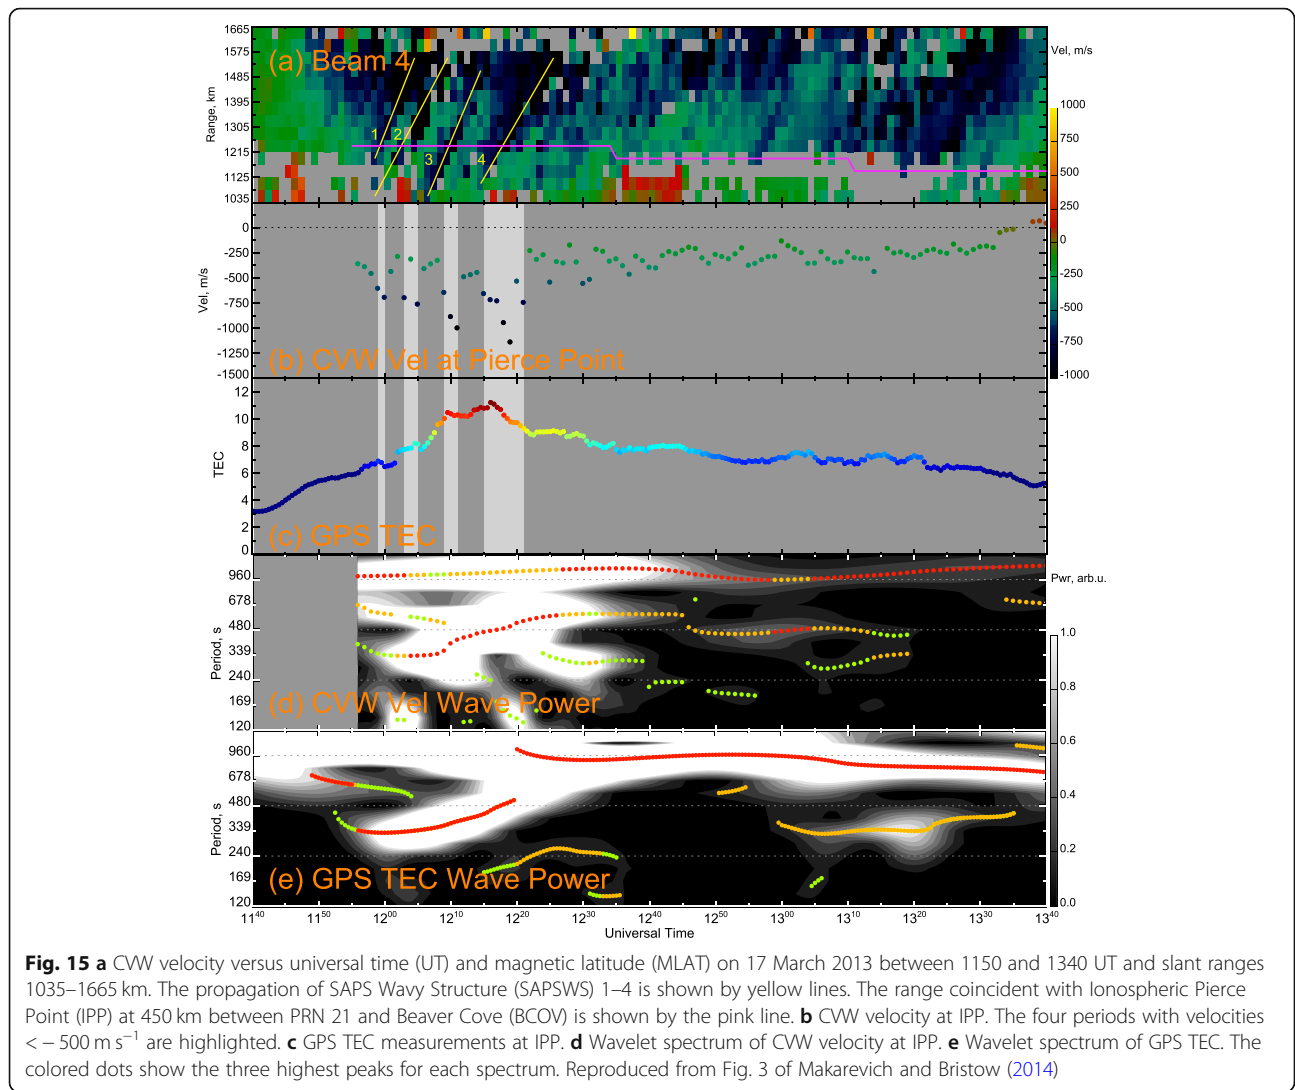 (a) Beam 4
Range, km
1665
1575
1485
1395
1305
1215
1125
1035
1
2
3
4
Vel, m/s
1000
750
500
250
0
-250
-500
-750
-1000
(b) CVW Vel at Pierce Point
Vel, m/s
0
-250
-500
-750
-1000
-1250
-1500
(c) GPS TEC
TEC
12
10
8
6
4
2
0
(d) CVW Vel Wave Power
Period, s
960
678
480
339
240
169
120
Pwr, arb.u.
1.0
0.8
0.6
0.4
0.2
0.0
(e) GPS TEC Wave Power
Period, s
960
678
480
339
240
169
120
11⁴⁰ 11⁵⁰ 12⁰⁰ 12¹⁰ 12²⁰ 12³⁰ 12⁴⁰ 12⁵⁰ 13⁰⁰ 13¹⁰ 13²⁰ 13³⁰ 13⁴⁰
Universal Time
Fig. 15 a CVW velocity versus universal time (UT) and magnetic latitude (MLAT) on 17 March 2013 between 1150 and 1340 UT and slant ranges
1035–1665 km. The propagation of SAPS Wavy Structure (SAPSWS) 1–4 is shown by yellow lines. The range coincident with Ionospheric Pierce
Point (IPP) at 450 km between PRN 21 and Beaver Cove (BCOV) is shown by the pink line. b CVW velocity at IPP. The four periods with velocities
< − 500 m s⁻¹ are highlighted. c GPS TEC measurements at IPP. d Wavelet spectrum of CVW velocity at IPP. e Wavelet spectrum of GPS TEC. The
colored dots show the three highest peaks for each spectrum. Reproduced from Fig. 3 of Makarevich and Bristow (2014)